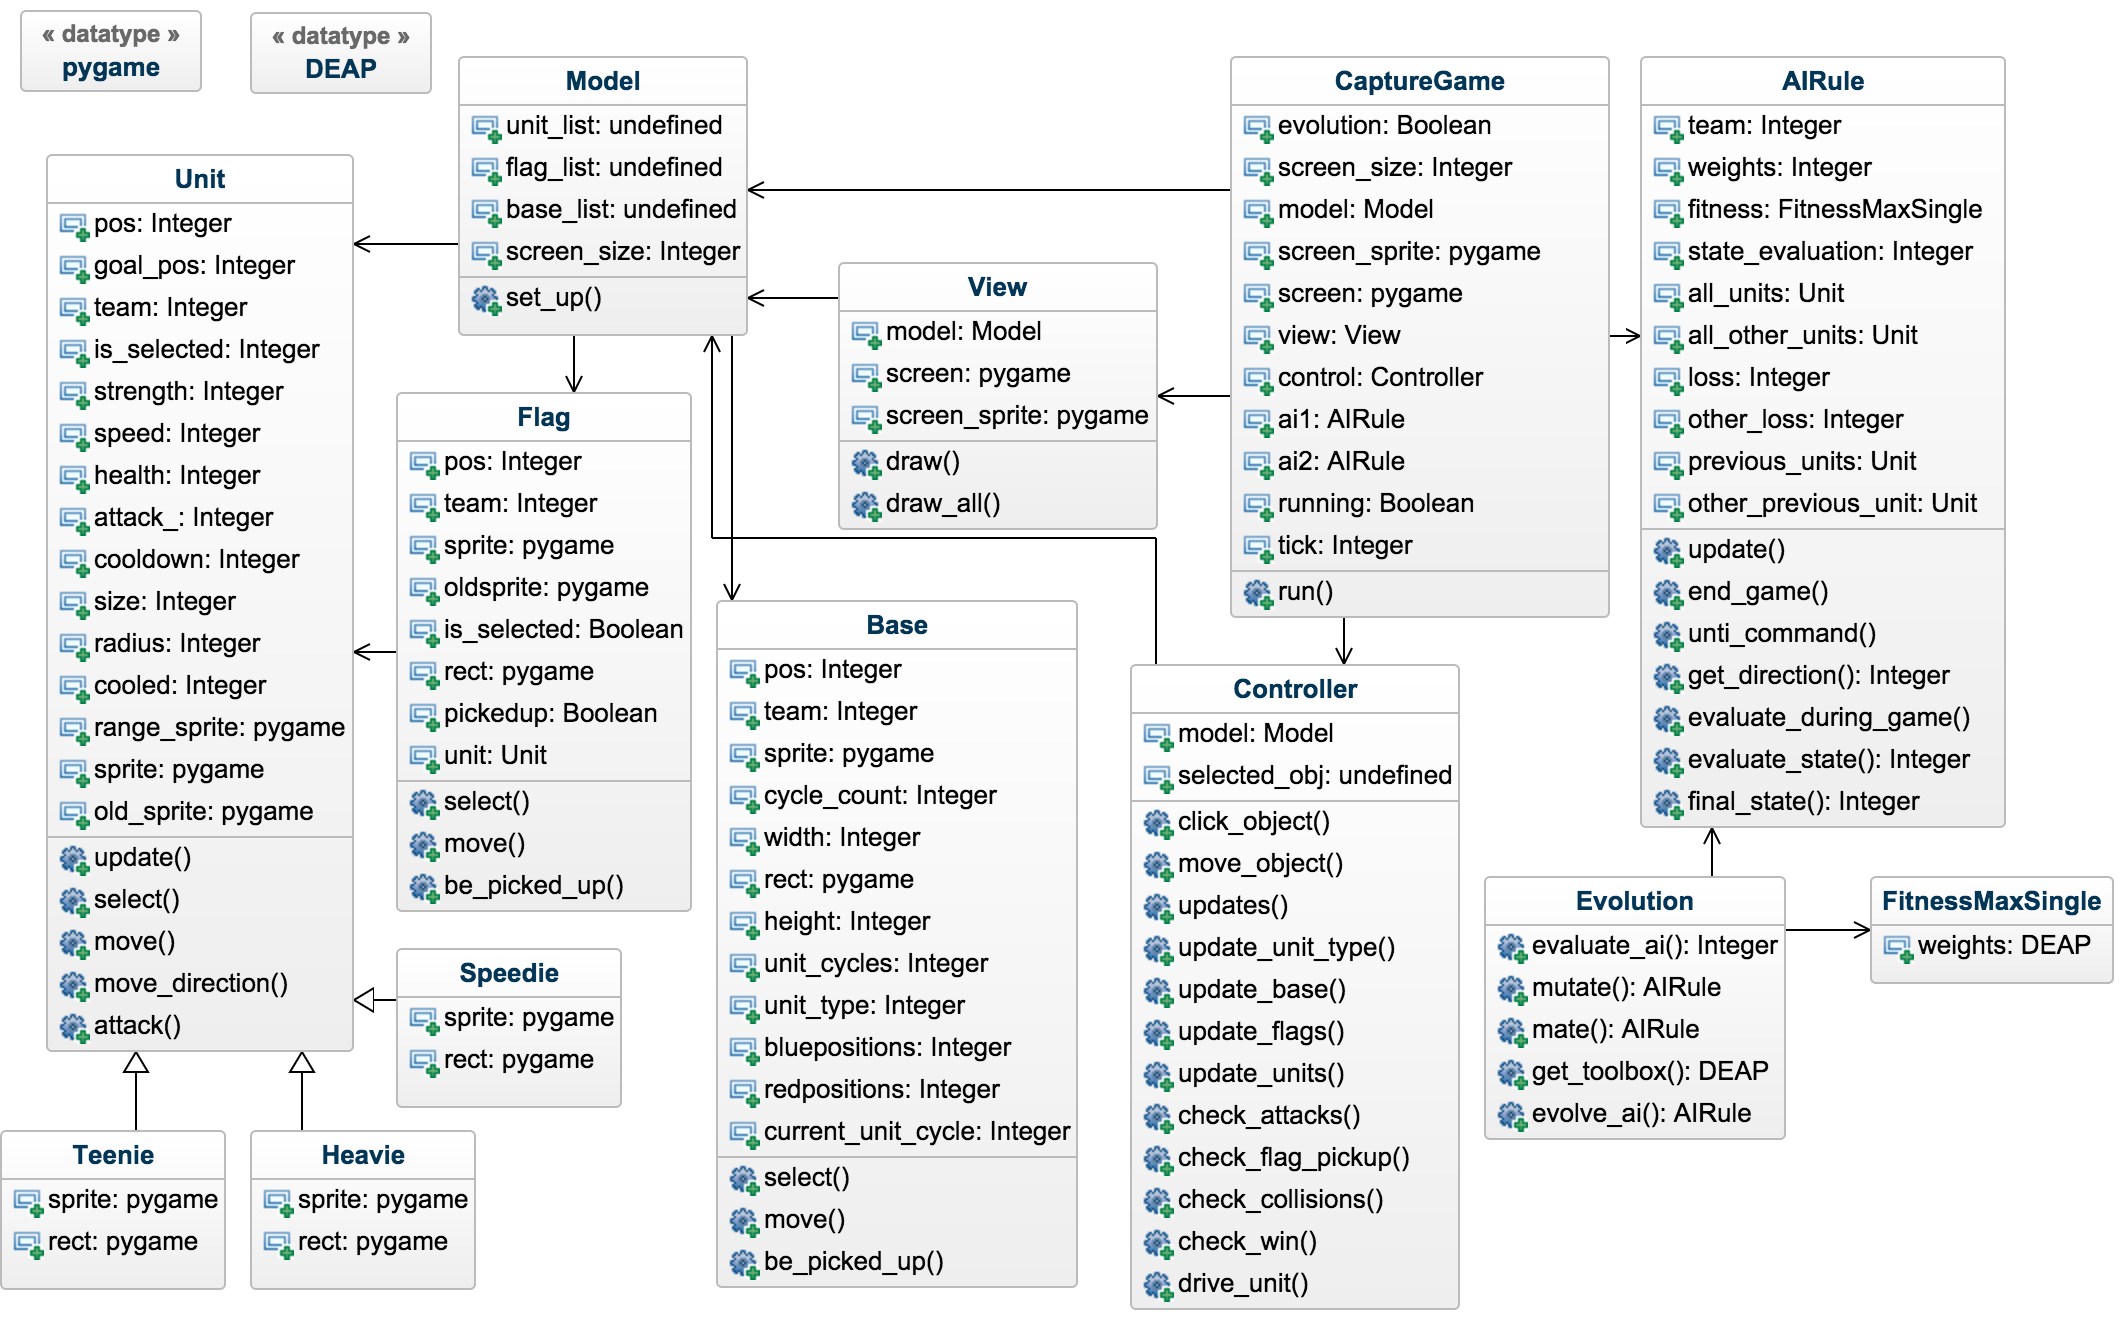 « datatype »
pygame
« datatype »
DEAP
Model
unit_list: undefined
flag_list: undefined
base_list: undefined
screen_size: Integer
set_up()
CaptureGame
evolution: Boolean
screen_size: Integer
model: Model
screen_sprite: pygame
screen: pygame
view: View
control: Controller
ai1: AIRule
ai2: AIRule
running: Boolean
tick: Integer
run()
AIRule
team: Integer
weights: Integer
fitness: FitnessMaxSingle
state_evaluation: Integer
all_units: Unit
all_other_units: Unit
loss: Integer
other_loss: Integer
previous_units: Unit
other_previous_unit: Unit
update()
end_game()
unti_command()
get_direction(): Integer
evaluate_during_game()
evaluate_state(): Integer
final_state(): Integer
Unit
pos: Integer
goal_pos: Integer
team: Integer
is_selected: Integer
strength: Integer
speed: Integer
health: Integer
attack_: Integer
cooldown: Integer
size: Integer
radius: Integer
cooled: Integer
range_sprite: pygame
sprite: pygame
old_sprite: pygame
update()
select()
move()
move_direction()
attack()
View
model: Model
screen: pygame
screen_sprite: pygame
draw()
draw_all()
Flag
pos: Integer
team: Integer
sprite: pygame
oldsprite: pygame
is_selected: Boolean
rect: pygame
pickedup: Boolean
unit: Unit
select()
move()
be_picked_up()
Base
pos: Integer
team: Integer
sprite: pygame
cycle_count: Integer
width: Integer
rect: pygame
height: Integer
unit_cycles: Integer
unit_type: Integer
bluepositions: Integer
redpositions: Integer
current_unit_cycle: Integer
select()
move()
be_picked_up()
Controller
model: Model
selected_obj: undefined
click_object()
move_object()
updates()
update_unit_type()
update_base()
update_flags()
update_units()
check_attacks()
check_flag_pickup()
check_collisions()
check_win()
drive_unit()
Evolution
evaluate_ai(): Integer
mutate(): AIRule
mate(): AIRule
get_toolbox(): DEAP
evolve_ai(): AIRule
FitnessMaxSingle
weights: DEAP
Speedie
sprite: pygame
rect: pygame
Teenie
sprite: pygame
rect: pygame
Heavie
sprite: pygame
rect: pygame